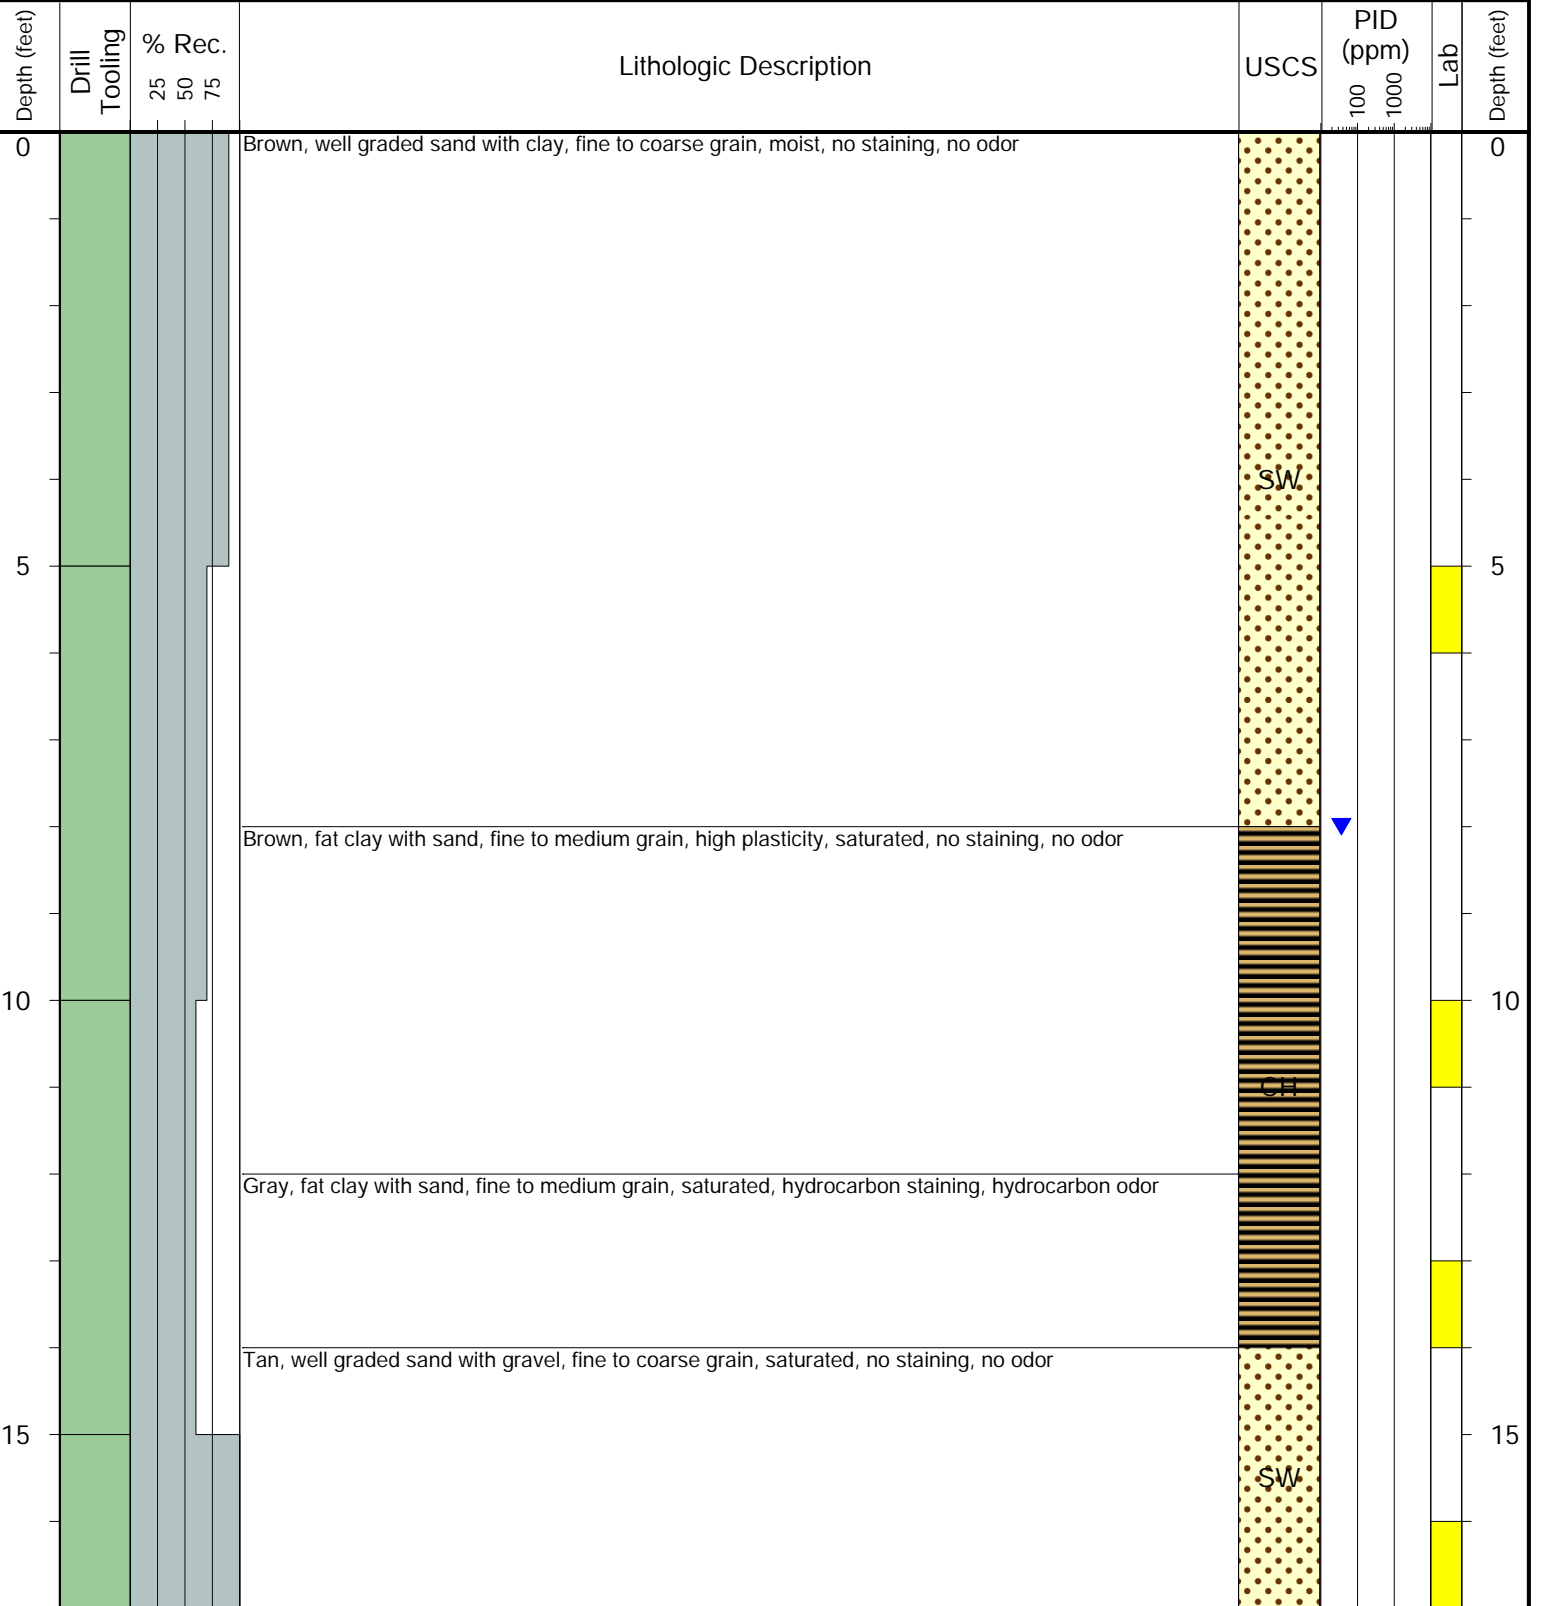 Depth (feet)
Drill
Tooling
% Rec.
25
50
75
Lithologic Description
USCS
PID
(ppm)
100
1000
Lab
Depth (feet)
0
Brown, well graded sand with clay, fine to coarse grain, moist, no staining, no odor
0
SW
5
5
Brown, fat clay with sand, fine to medium grain, high plasticity, saturated, no staining, no odor
10
10
CH
Gray, fat clay with sand, fine to medium grain, saturated, hydrocarbon staining, hydrocarbon odor
Tan, well graded sand with gravel, fine to coarse grain, saturated, no staining, no odor
15
15
SW